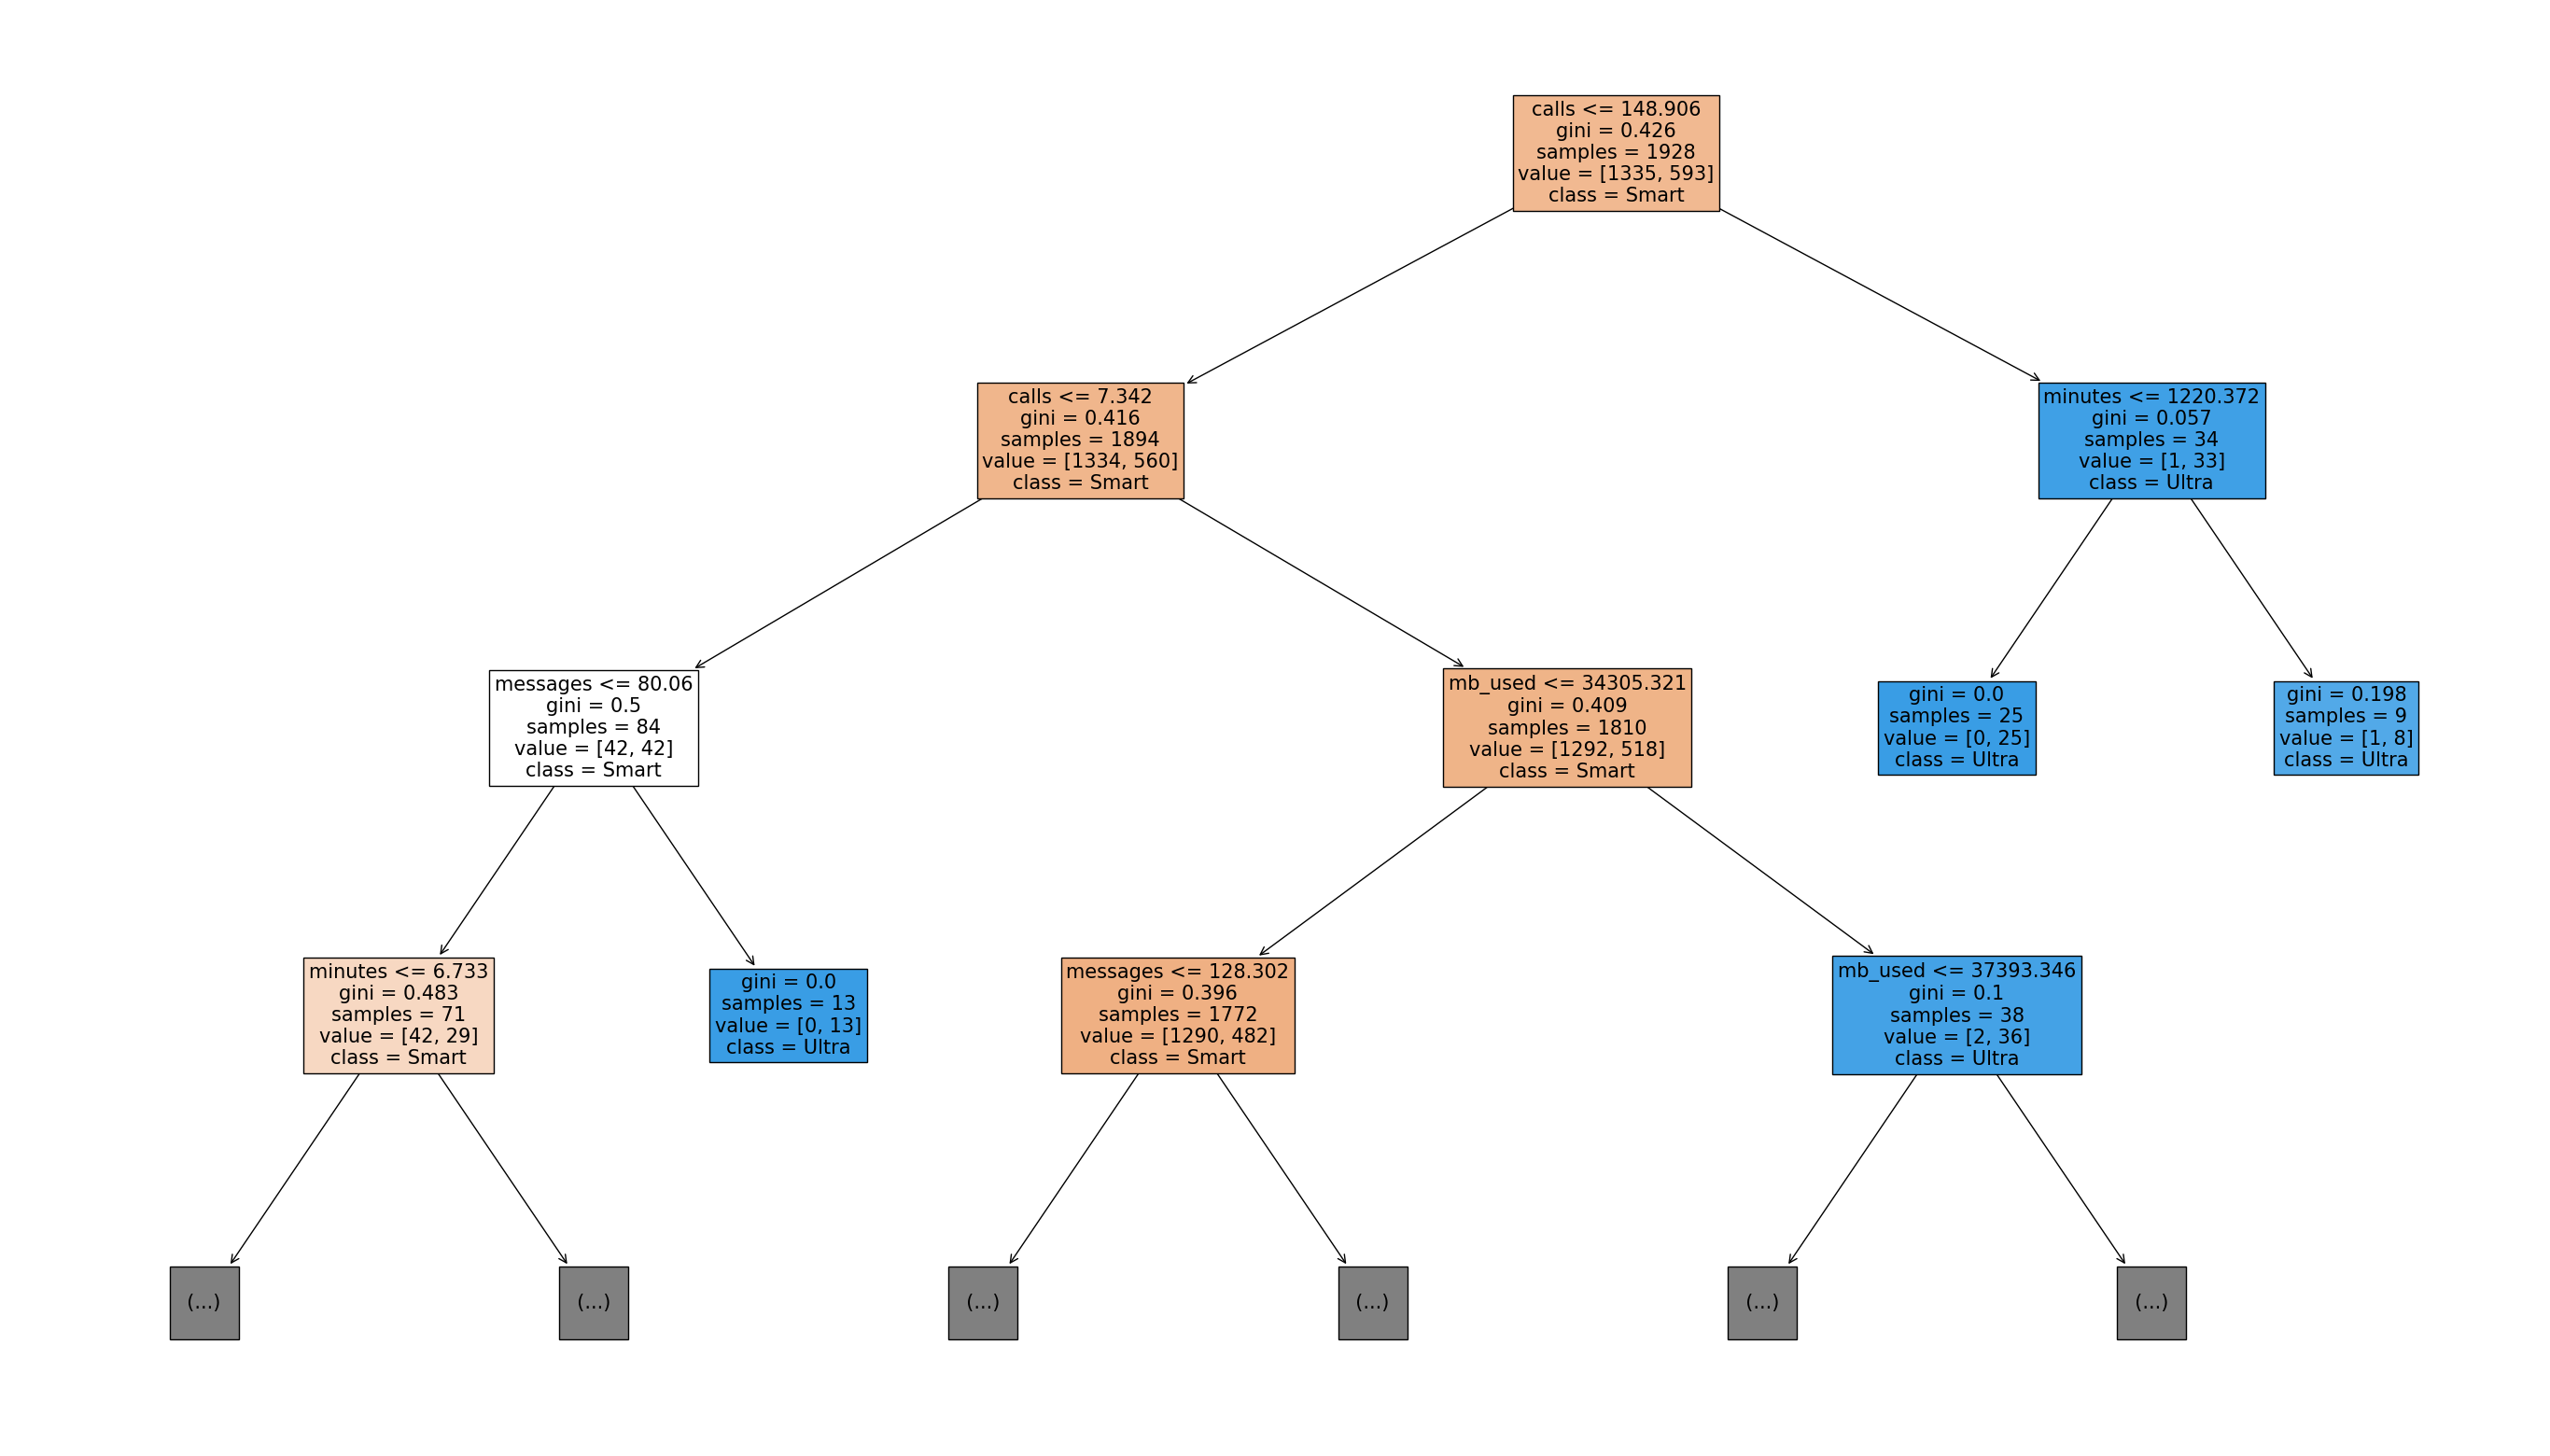 calls <= 148.906
gini = 0.426
samples = 1928
value = [1335, 593]
class = Smart
calls <= 7.342
gini = 0.416
samples = 1894
value = [1334, 560]
class = Smart
minutes <= 1220.372
gini = 0.057
samples = 34
value = [1, 33]
class = Ultra
messages <= 80.06
gini = 0.5
samples = 84
value = [42, 42]
class = Smart
mb_used <= 34305.321
gini = 0.409
samples = 1810
value = [1292, 518]
class = Smart
gini = 0.0
samples = 25
value = [0, 25]
class = Ultra
gini = 0.198
samples = 9
value = [1, 8]
class = Ultra
minutes <= 6.733
gini = 0.483
samples = 71
value = [42, 29]
class = Smart
gini = 0.0
samples = 13
value = [0, 13]
class = Ultra
messages <= 128.302
gini = 0.396
samples = 1772
value = [1290, 482]
class = Smart
mb_used <= 37393.346
gini = 0.1
samples = 38
value = [2, 36]
class = Ultra
(...)
(...)
(...)
(...)
(...)
(...)